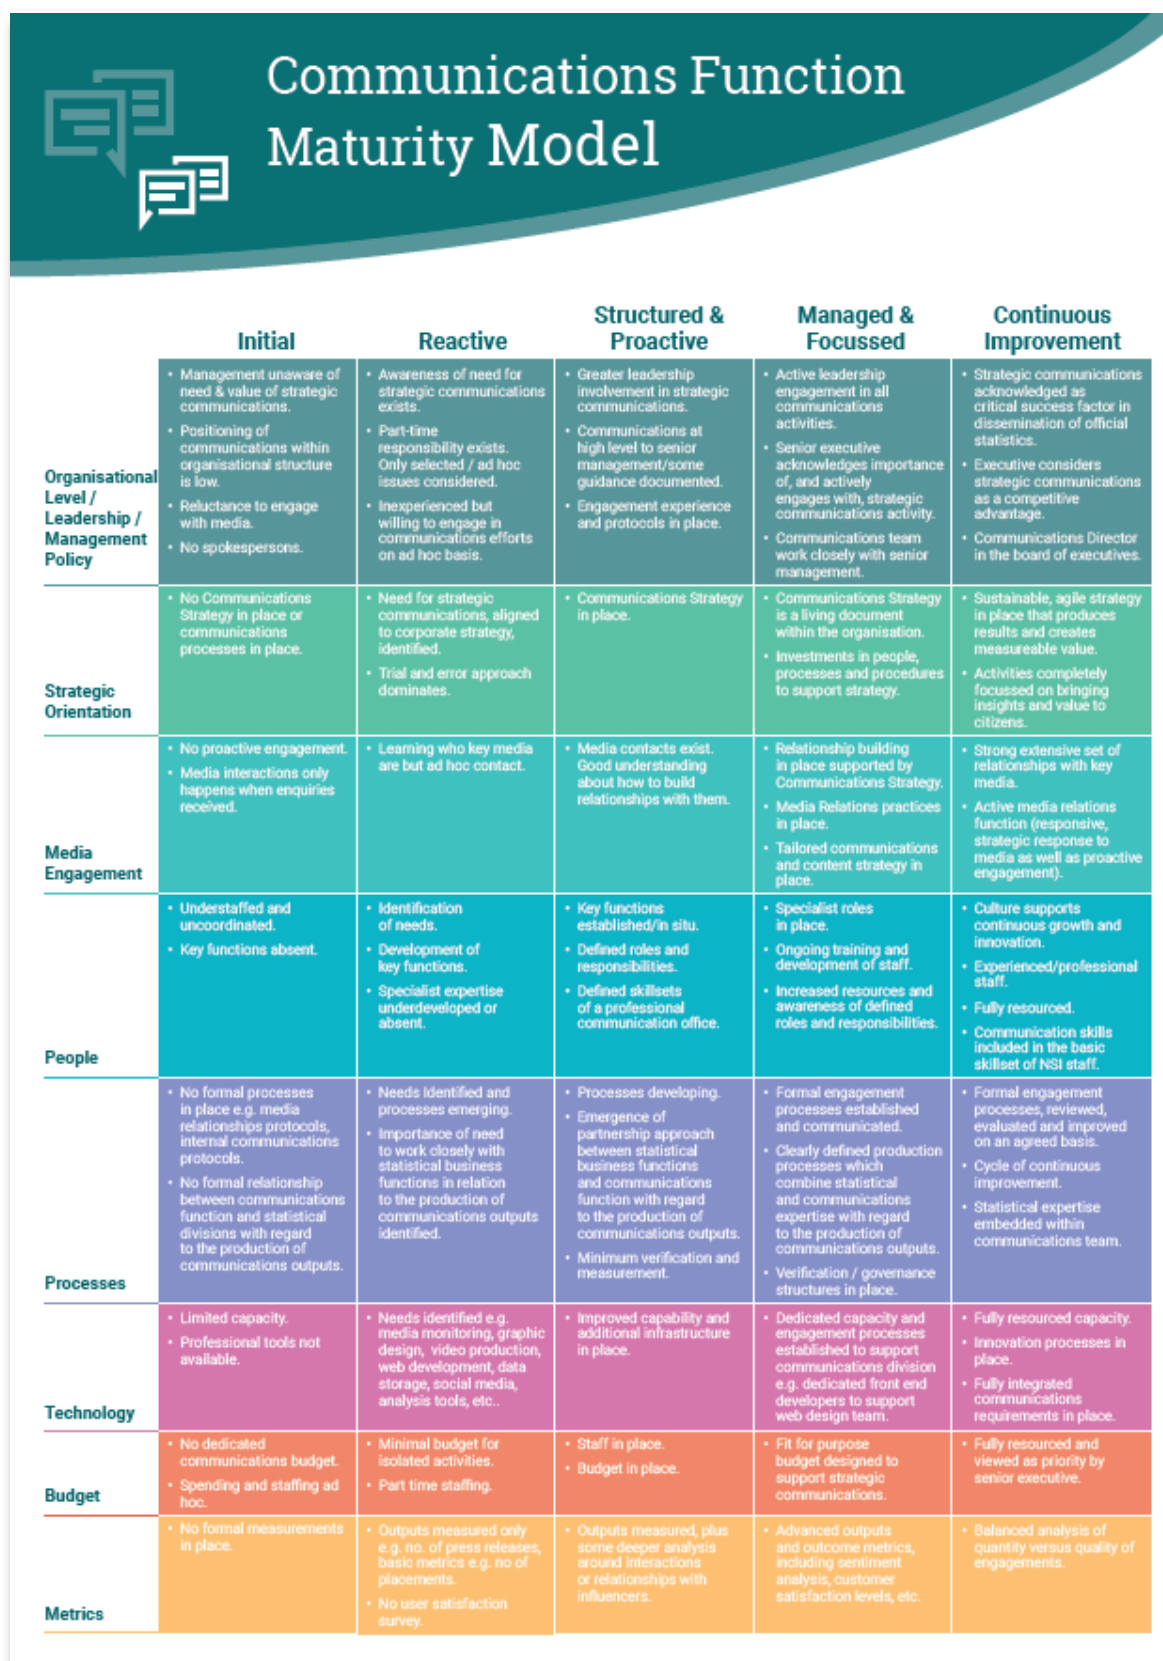 Communications Function
Maturity Model
Initial
Reactive
Structured &
Proactive
Managed &
Focussed
Continuous
Improvement
Organisational
Level /
Leadership /
Management
Policy
• Management unaware of
need & value of strategic
communications.
• Positioning of
communications within
organisational structure
is low.
• Reluctance to engage
with media.
• No spokespersons.
• Awareness of need for
strategic communications
exists.
• Part-time
responsibility exists.
Only selected / ad hoc
issues considered.
• Inexperienced but
willing to engage in
communications efforts
on ad hoc basis.
• Greater leadership
involvement in strategic
communications.
• Communications at
high level to senior
management/some
guidance documented.
• Engagement experience
and protocols in place.
• Active leadership
engagement in all
communications
activities.
• Senior executive
acknowledges importance
of, and actively
engages with, strategic
communications activity.
• Communications team
work closely with senior
management.
• Strategic communications
acknowledged as
critical success factor in
dissemination of official
statistics.
• Executive considers
strategic communications
as a competitive
advantage.
• Communications Director
in the board of executives.
Strategic
Orientation
• No Communications
Strategy in place or
communications
processes in place.
• Need for strategic
communications, aligned
to corporate strategy,
identified.
• Trial and error approach
dominates.
• Communications Strategy
in place.
• Communications Strategy
is a living document
within the organisation.
• Investments in people,
processes and procedures
to support strategy.
• Sustainable, agile strategy
in place that produces
results and creates
measureable value.
• Activities completely
focussed on bringing
insights and value to
citizens.
Media
Engagement
• No proactive engagement.
• Media interactions only
happens when enquiries
received.
• Learning who key media
are but ad hoc contact.
• Media contacts exist.
Good understanding
about how to build
relationships with them.
• Relationship building
in place supported by
Communications Strategy.
• Media Relations practices
in place.
• Tailored communications
and content strategy in
place.
• Strong extensive set of
relationships with key
media.
• Active media relations
function (responsive,
strategic response to
media as well as proactive
engagement).
People
• Understaffed and
uncoordinated.
• Key functions absent.
• Identification
of needs.
• Development of
key functions.
• Specialist expertise
underdeveloped or
absent.
• Key functions
established/in situ.
• Defined roles and
responsibilities.
• Defined skillsets
of a professional
communication office.
• Specialist roles
in place.
• Ongoing training and
development of staff.
• Increased resources and
awareness of defined
roles and responsibilities.
• Culture supports
continuous growth and
innovation.
• Experienced/professional
staff.
• Fully resourced.
• Communication skills
included in the basic
skillset of NSI staff.
Processes
• No formal processes
in place e.g. media
relationships protocols,
internal communications
protocols.
• No formal relationship
between communications
function and statistical
divisions with regard
to the production of
communications outputs.
• Needs Identified and
processes emerging.
• Importance of need
to work closely with
statistical business
functions in relation
to the production of
communications outputs
identified.
• Processes developing.
• Emergence of
partnership approach
between statistical
business functions
and communications
function with regard
to the production of
communications outputs.
• Minimum verification and
measurement.
• Formal engagement
processes established
and communicated.
• Clearly defined production
processes which
combine statistical
and communications
expertise with regard
to the production of
communications outputs.
• Verification / governance
structures in place.
• Formal engagement
processes, reviewed,
evaluated and improved
on an agreed basis.
• Cycle of continuous
improvement.
• Statistical expertise
embedded within
communications team.
Technology
• Limited capacity.
• Professional tools not
available.
• Needs identified e.g.
media monitoring, graphic
design, video production,
web development, data
storage, social media,
analysis tools, etc..
• Improved capability and
additional infrastructure
in place.
• Dedicated capacity and
engagement processes
established to support
communications division
e.g. dedicated front end
developers to support
web design team.
• Fully resourced capacity.
• Innovation processes in
place.
• Fully integrated
communications
requirements in place.
Budget
• No dedicated
communications budget.
• Spending and staffing ad
hoc.
• Minimal budget for
isolated activities.
• Part time staffing.
• Staff in place.
• Budget in place.
• Fit for purpose
budget designed to
support strategic
communications.
• Fully resourced and
viewed as priority by
senior executive.
Metrics
• No formal measurements
in place.
• Outputs measured only
e.g. no. of press releases,
basic metrics e.g. no of
placements.
• No user satisfaction
survey.
• Outputs measured, plus
some deeper analysis
around interactions
or relationships with
influencers.
• Advanced outputs
and outcome metrics,
including sentiment
analysis, customer
satisfaction levels, etc.
• Balanced analysis of
quantity versus quality of
engagements.